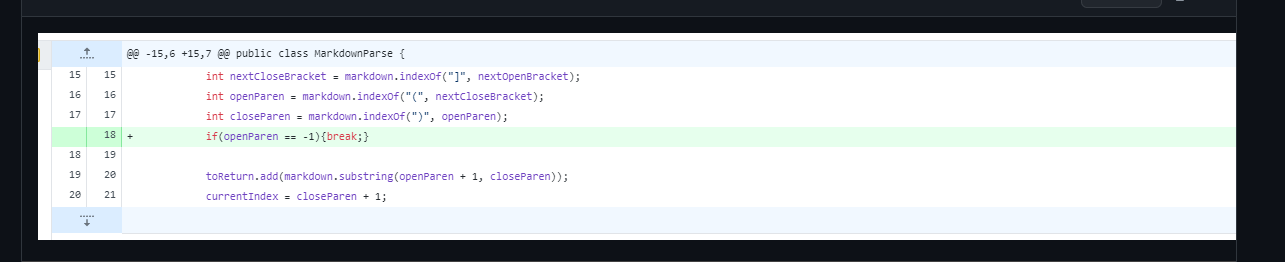 @@ -15,6 +15,7 @@ public class MarkdownParse {
15 15 int nextCloseBracket = markdown.indexOf("]", nextOpenBracket);
16 16 int openParen = markdown.indexOf("(", nextCloseBracket);
17 17 int closeParen = markdown.indexOf(")", openParen);
18 + if(openParen == -1){break;}
18 19
19 20 toReturn.add(markdown.substring(openParen + 1, closeParen));
20 21 currentIndex = closeParen + 1;